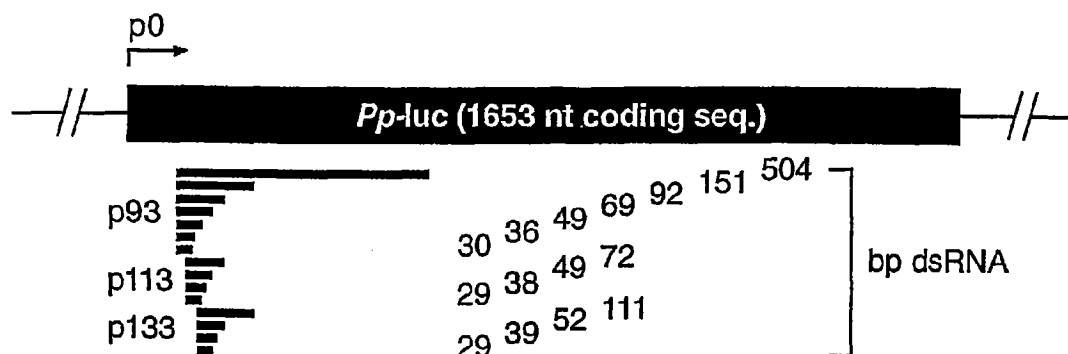 p0
Pp-luc (1653 nt coding seq.)
p93
30 36 49 69 92 151 504
p113
29 38 49 72
bp dsRNA
p133
29 39 52 111